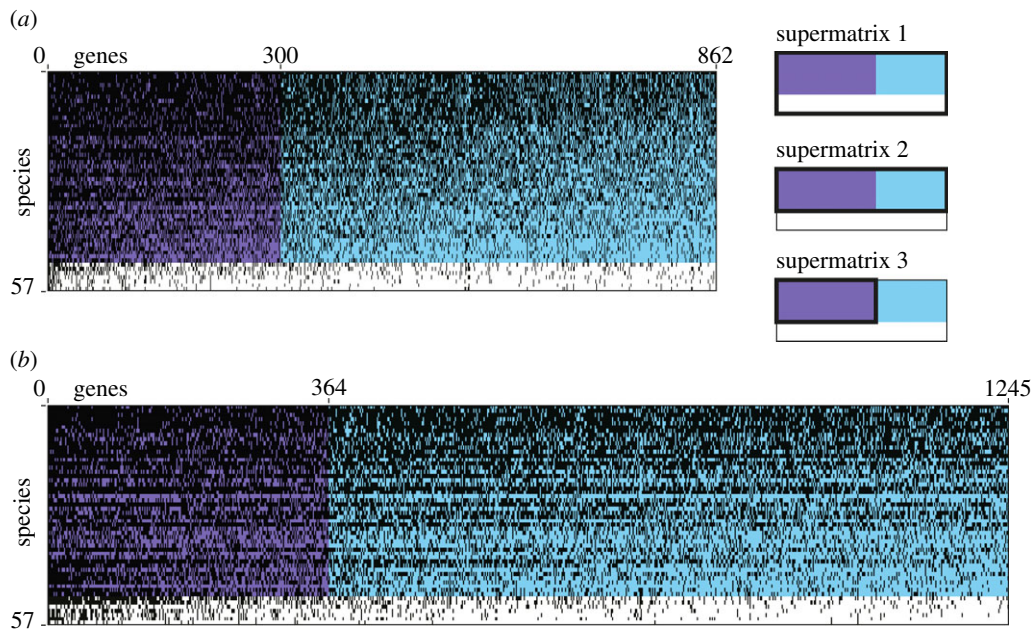 (a)
0 genes 300 862
species
57
supermatrix 1
supermatrix 2
supermatrix 3
(b)
0 genes 364 1245
species
57